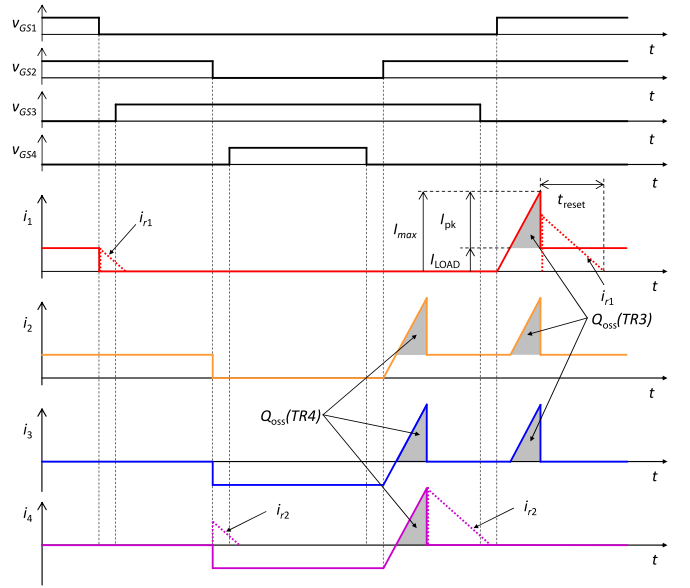 vGS1
t
vGS2
t
vGS3
t
vGS4
t
i1
ir1
Imax
Ipk
ILOAD
treset
ir1
t
i2
Qoss(TR3)
t
Qoss(TR4)
i3
t
i4
ir2
ir2
t